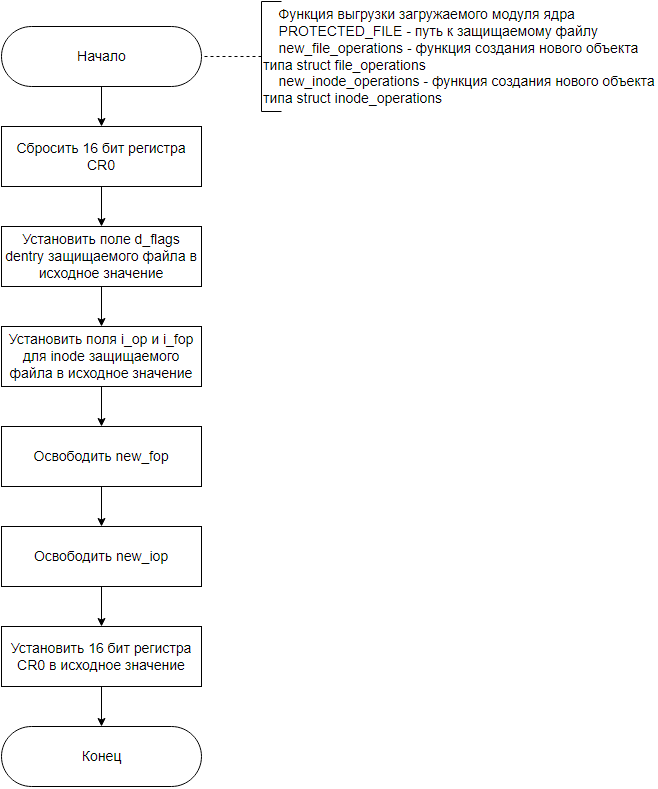 Начало
Функция выгрузки загружаемого модуля ядра
PROTECTED_FILE - путь к защищаемому файлу
new_file_operations - функция создания нового объекта
типа struct file_operations
new_inode_operations - функция создания нового объекта
типа struct inode_operations
Сбросить 16 бит регистра
CR0
Установить поле d_flags
dentry защищаемого файла в
исходное значение
Установить поля i_op и i_fop
для inode защищаемого
файла в исходное значение
Освободить new_fop
Освободить new_iop
Установить 16 бит регистра
CR0 в исходное значение
Конец